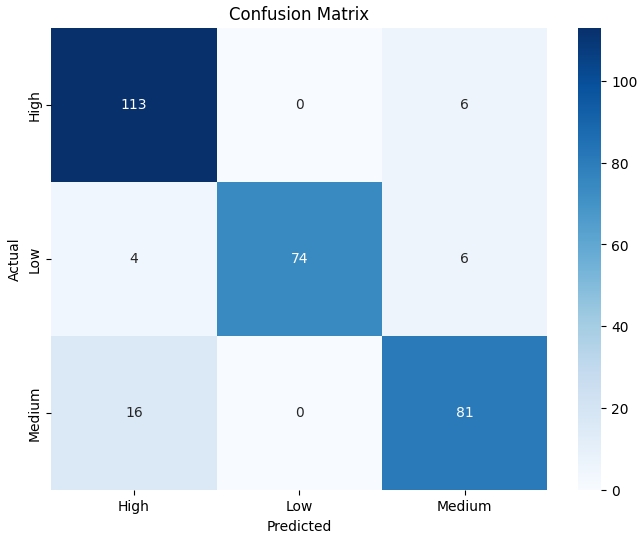 Confusion Matrix
High
113
0
6
100
80
Actual
Low
4
74
6
60
40
Medium
16
0
81
20
0
High
Low
Medium
Predicted